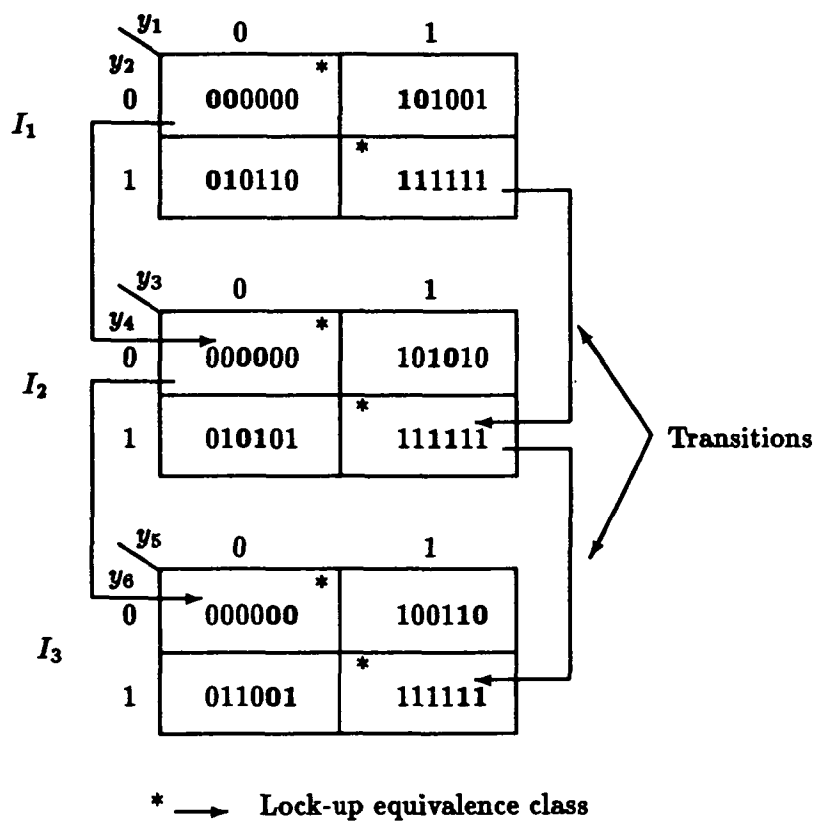 y1 0 1
y2
0 000000 * 101001
I1
1 010110 * 111111
y3 0 1
y4
0 000000 * 101010
I2
1 010101 * 111111
Transitions
y5 0 1
y6
0 000000 * 100110
I3
1 011001 * 111111
* Lock-up equivalence class